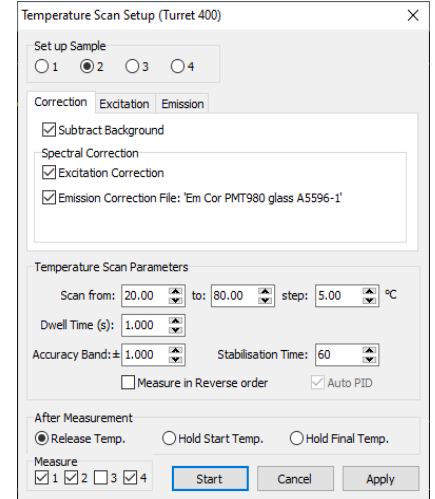 Temperature Scan Setup (Turret 400)
Set up Sample
1 2 3 4
Correction Excitation Emission
Subtract Background
Spectral Correction
Excitation Correction
Emission Correction File: 'Em Cor PMT980 glass A5596-1'
Temperature Scan Parameters
Scan from: 20.00 to: 80.00 step: 5.00 °C
Dwell Time (s): 1.000
Accuracy Band: ± 1.000 Stabilisation Time: 60
Measure in Reverse order Auto PID
After Measurement
Release Temp. Hold Start Temp. Hold Final Temp.
Measure
1 2 3 4 Start Cancel Apply